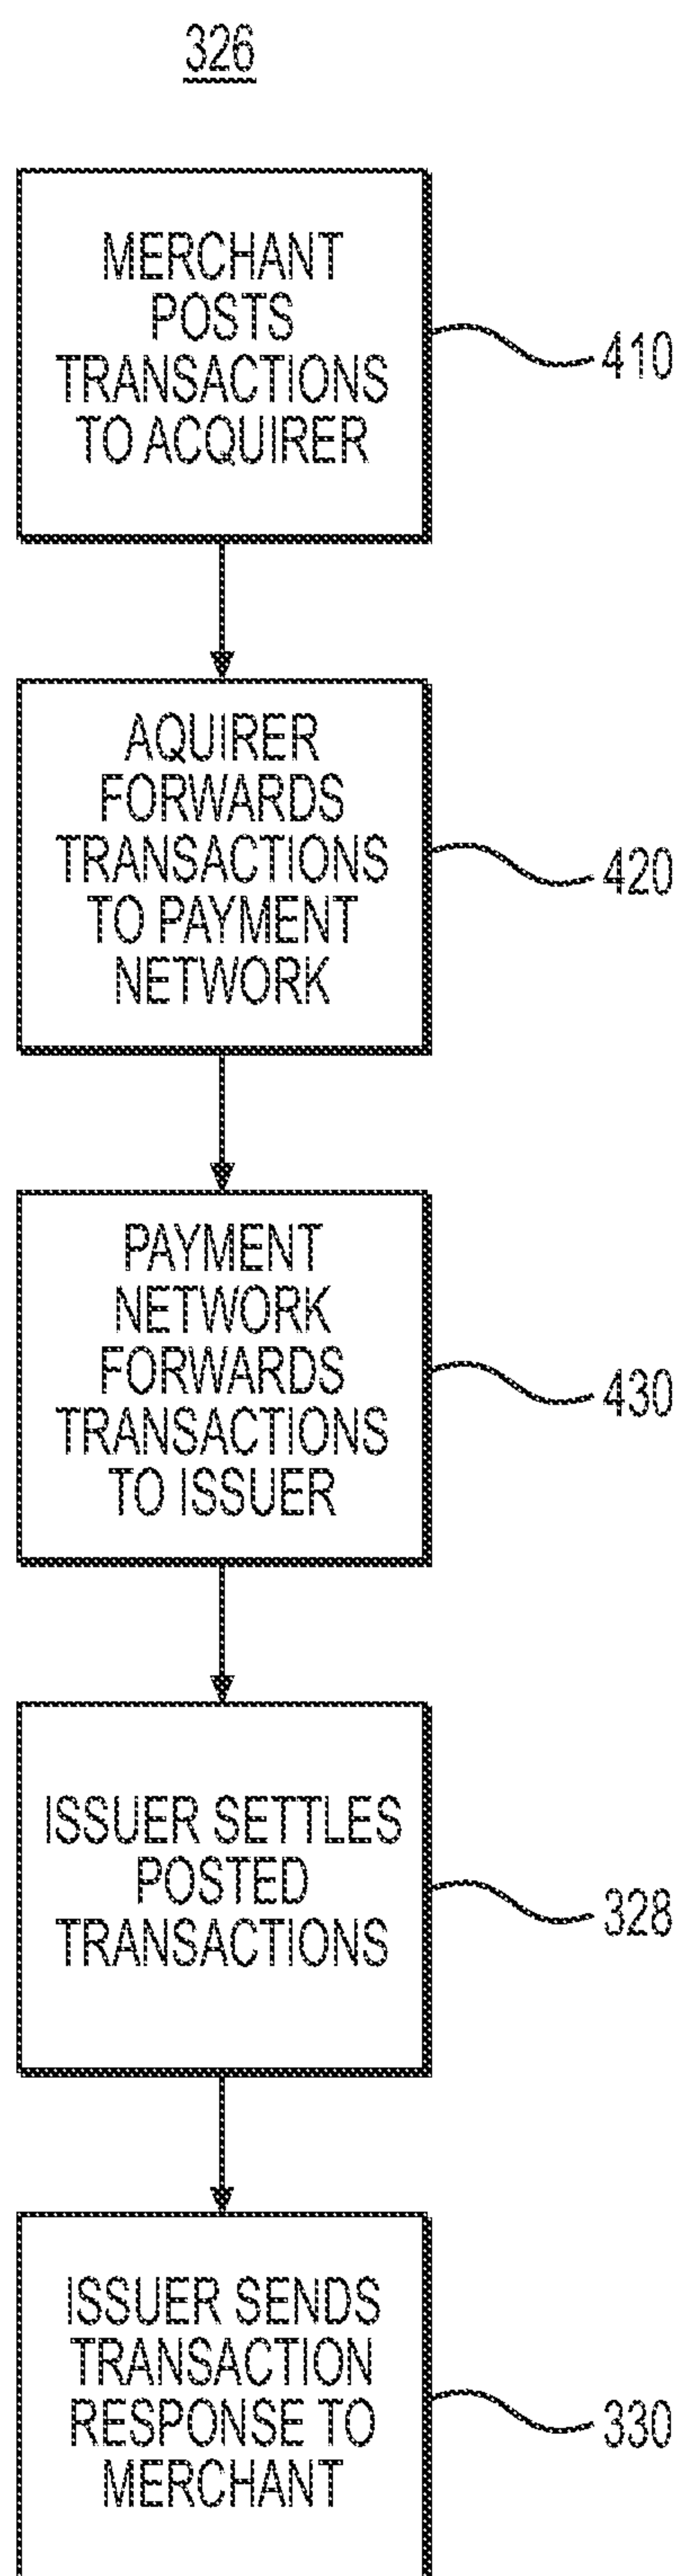 326
MERCHANT
POSTS
TRANSACTIONS
TO ACQUIRER
410
AQUIRER
FORWARDS
TRANSACTIONS
TO PAYMENT
NETWORK
420
PAYMENT
NETWORK
FORWARDS
TRANSACTIONS
TO ISSUER
430
ISSUER SETTLES
POSTED
TRANSACTIONS
328
ISSUER SENDS
TRANSACTION
RESPONSE TO
MERCHANT
330